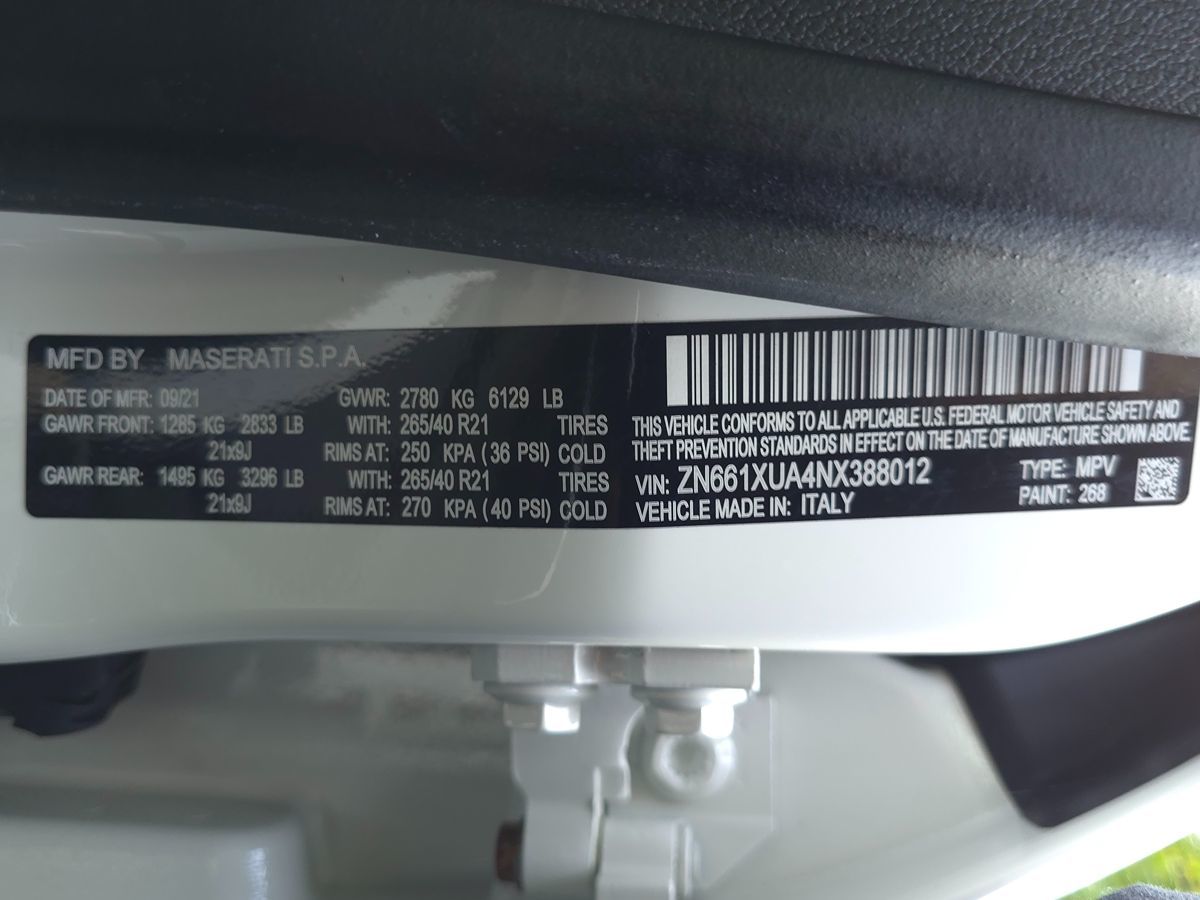 MFD BY MASERATI S.P.A.
DATE OF MFR: 09/21 GVWR: 2780 KG 6129 LB
GAWR FRONT: 1285 KG 2833 LB WITH: 265/40 R21 TIRES
21x9J RIMS AT: 250 KPA (36 PSI) COLD
GAWR REAR: 1495 KG 3296 LB WITH: 265/40 R21 TIRES
21x9J RIMS AT: 270 KPA (40 PSI) COLD
THIS VEHICLE CONFORMS TO ALL APPLICABLE U.S. FEDERAL MOTOR VEHICLE SAFETY AND
THEFT PREVENTION STANDARDS IN EFFECT ON THE DATE OF MANUFACTURE SHOWN ABOVE
VIN: ZN661XUA4NX388012 TYPE: MPV
VEHICLE MADE IN: ITALY PAINT: 268